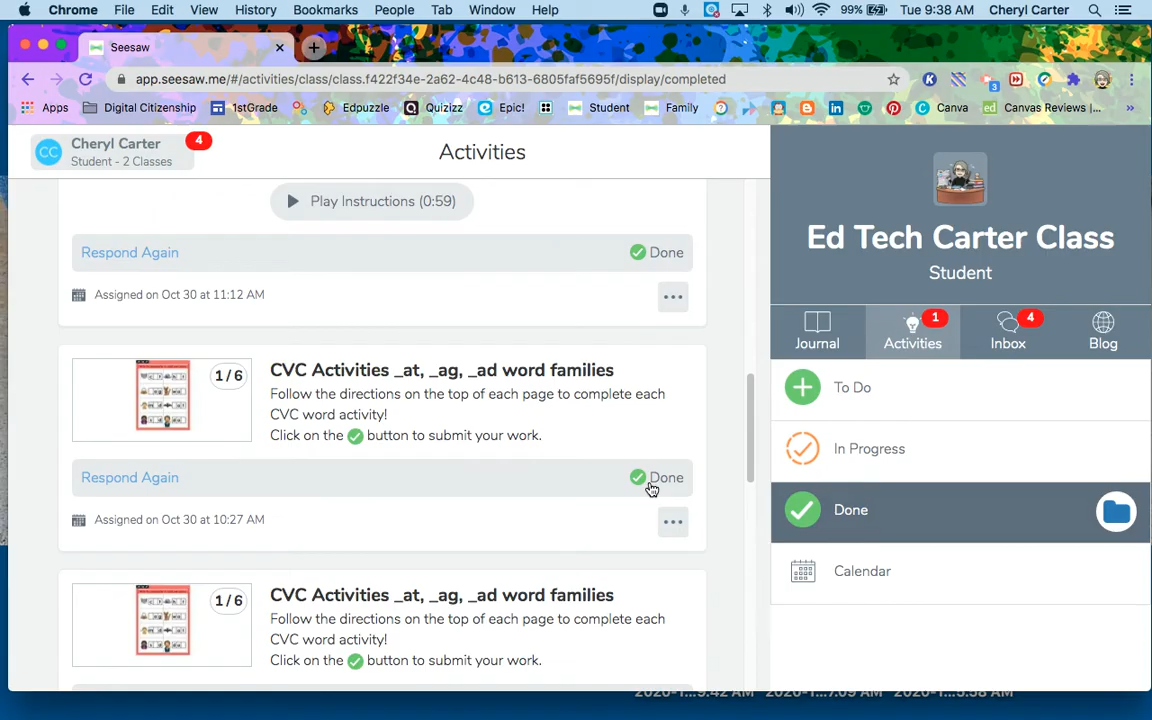 Chrome File Edit View History Bookmarks People Tab Window Help 99% Tue 9:38 AM Cheryl Carter
Seesaw
app.seesaw.me/#/activities/class/class.f422f34e-2a62-4c48-b613-6805faf5695f/display/completed
Apps Digital Citizenship 1stGrade Edpuzzle Quizizz Epic! Student Family Canva Canvas Reviews |... »
CC Cheryl Carter 4
Student - 2 Classes
Activities
Play Instructions (0:59)
Respond Again Done
Assigned on Oct 30 at 11:12 AM
1 / 6
CVC Activities _at, _ag, _ad word families
Follow the directions on the top of each page to complete each
CVC word activity!
Click on the button to submit your work.
Respond Again Done
Assigned on Oct 30 at 10:27 AM
1 / 6
CVC Activities _at, _ag, _ad word families
Follow the directions on the top of each page to complete each
CVC word activity!
Click on the button to submit your work.
Ed Tech Carter Class
Student
Journal
Activities 1
Inbox 4
Blog
To Do
In Progress
Done
Calendar